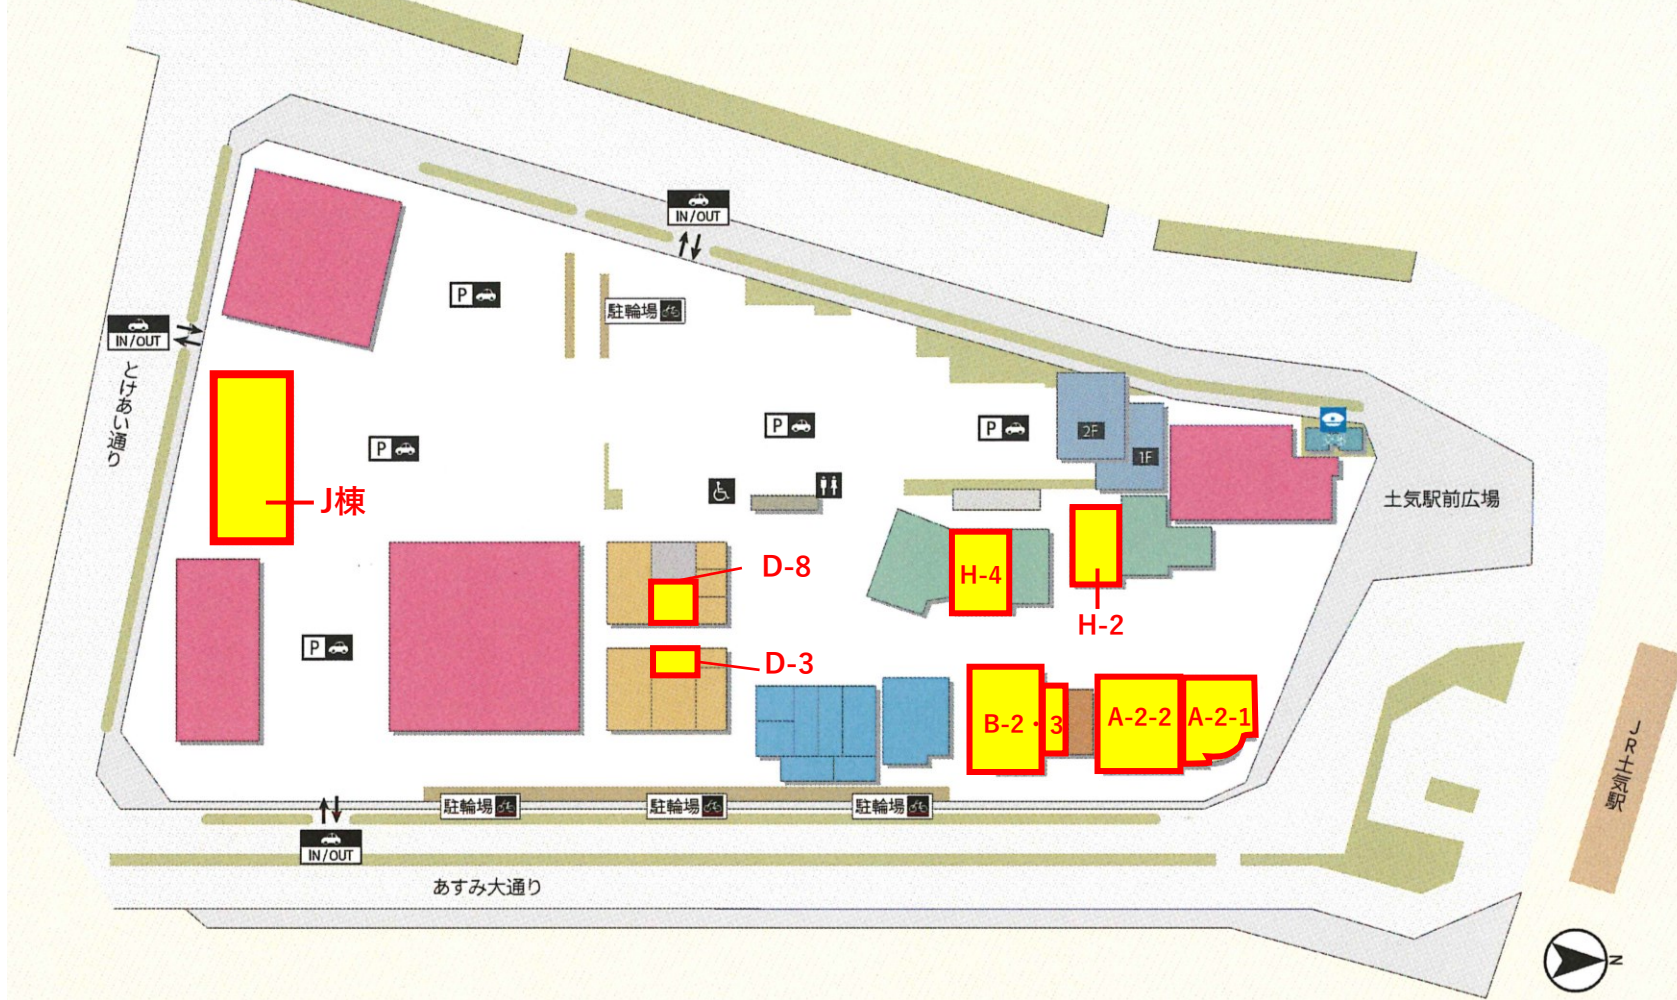 IN/OUT
P
駐輪場
IN/OUT
とけあい通り
P
P
P
2F
1F
J棟
土気駅前広場
D-8
H-4
H-2
D-3
B-2・3
A-2-2
A-2-1
P
JR土気駅
駐輪場
駐輪場
駐輪場
IN/OUT
あすみ大通り
N